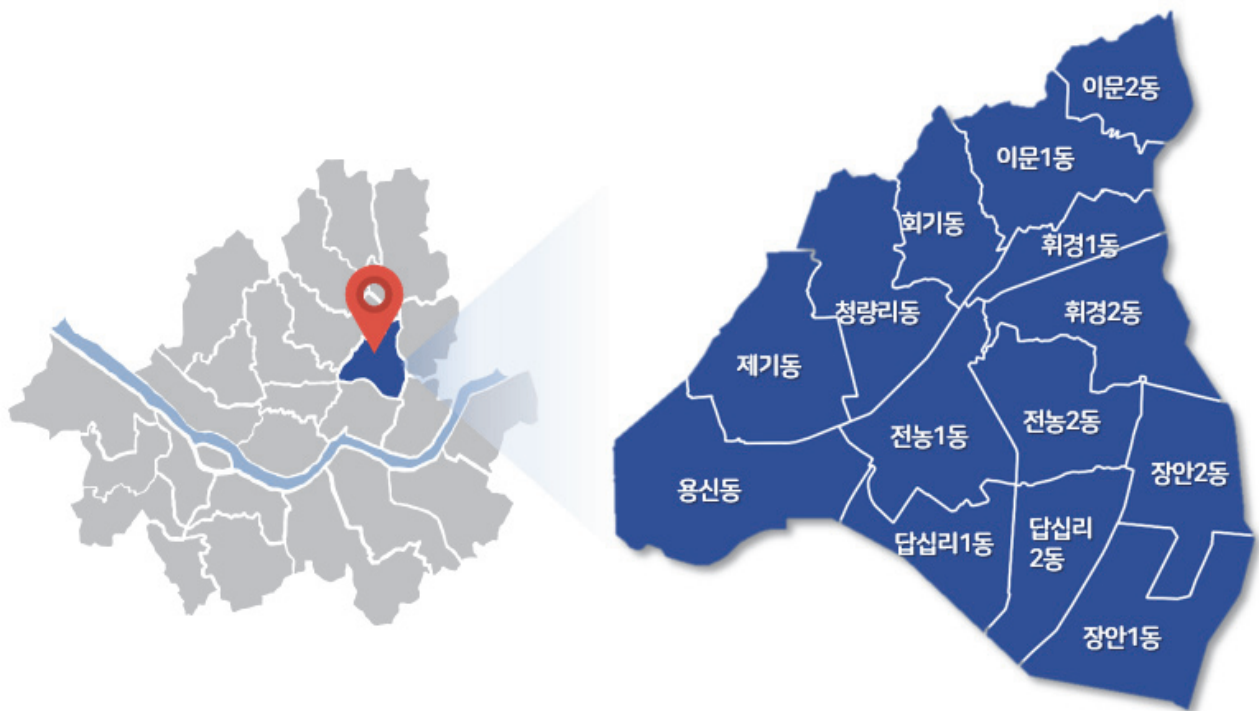 이문2동
이문1동
회기동
휘경1동
청량리동
휘경2동
제기동
전농1동
전농2동
용신동
장안2동
답십리1동
답십리
2동
장안1동